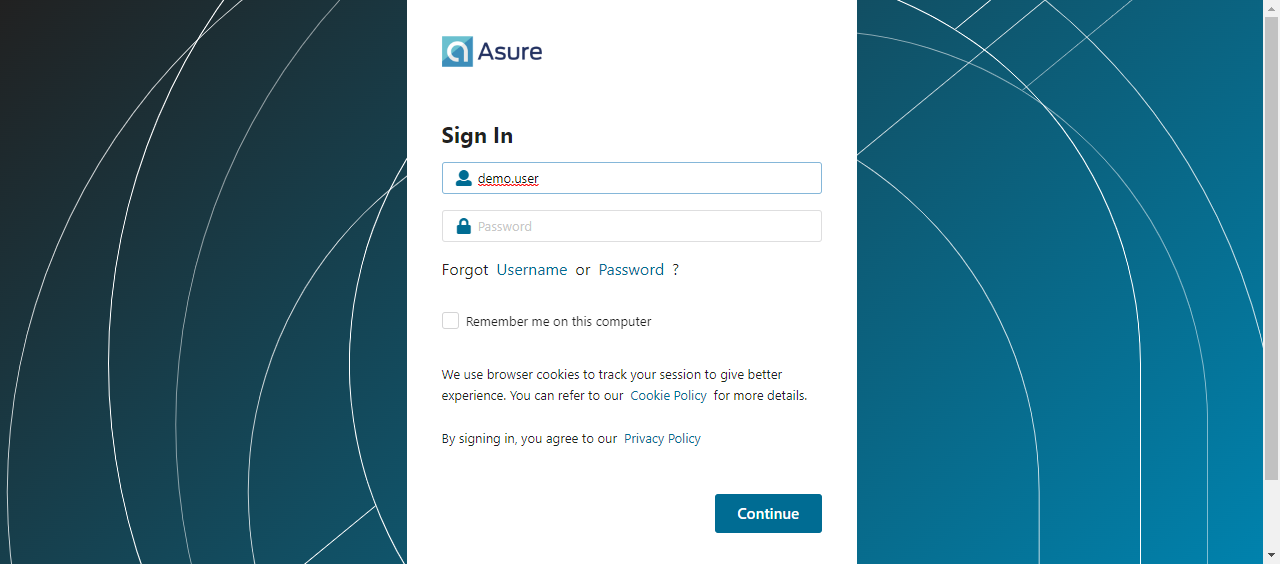 Asure
Sign In
demo.user
Password
Forgot Username or Password ?
Remember me on this computer
We use browser cookies to track your session to give better
experience. You can refer to our Cookie Policy for more details.
By signing in, you agree to our Privacy Policy
Continue